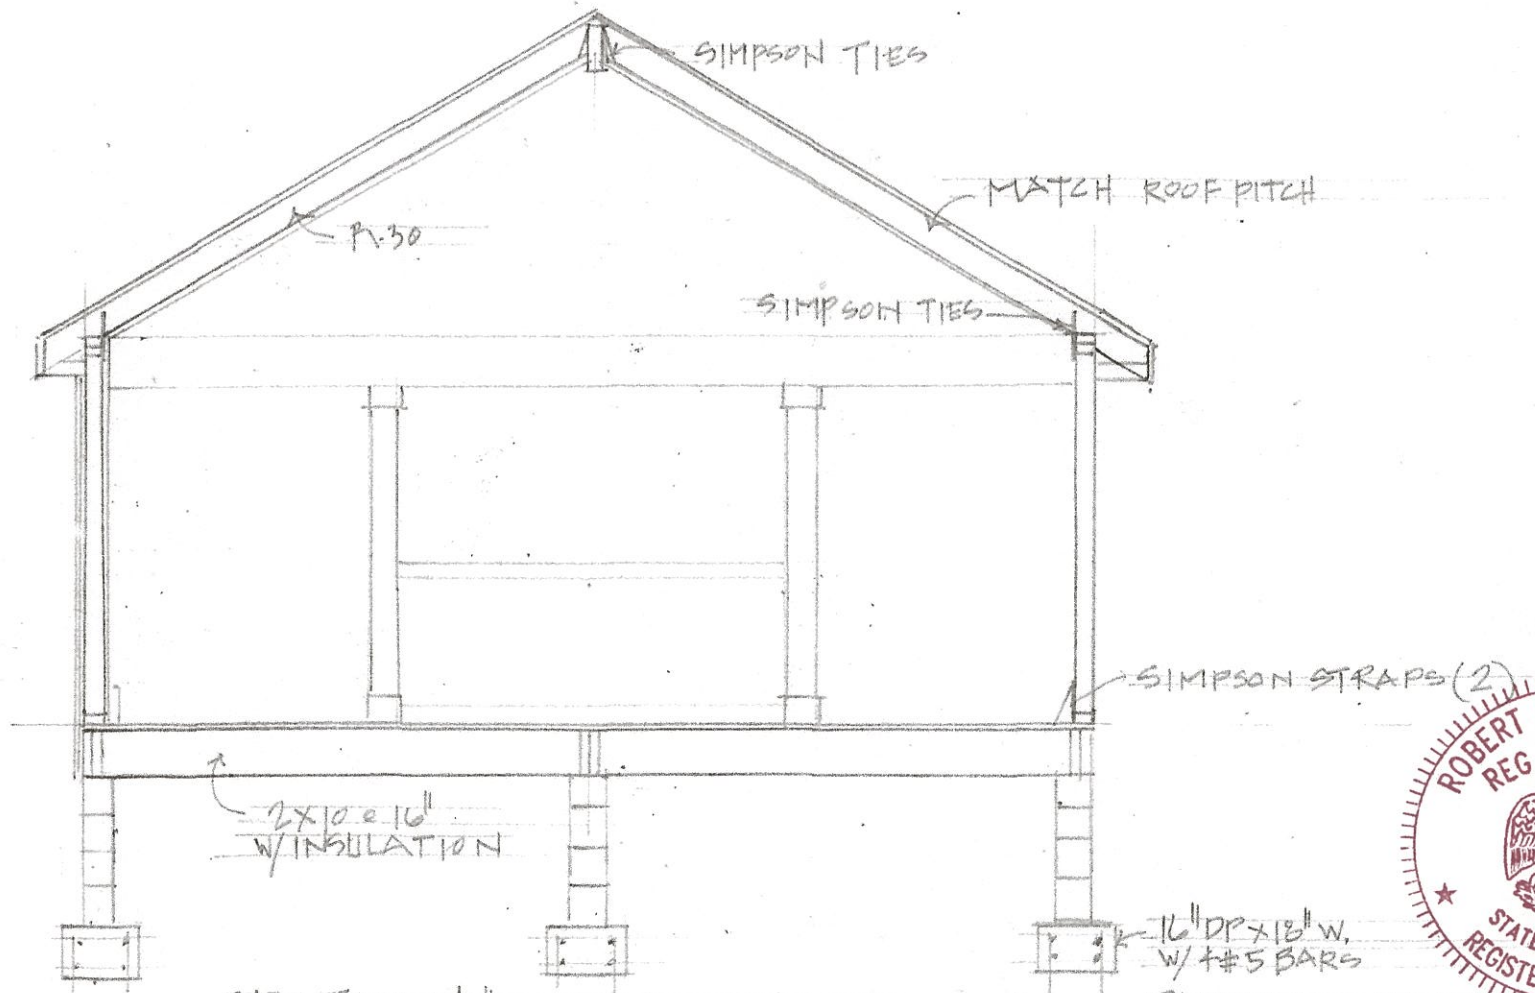 SIMPSON TIES
MATCH ROOF PITCH
R-30
SIMPSON TIES
SIMPSON STRAPS (2)
2X10 @ 16"
W/INSULATION
16" DP X 18" W.
W/ 4#5 BARS
ROBERT
REG
STATE
REGISTE